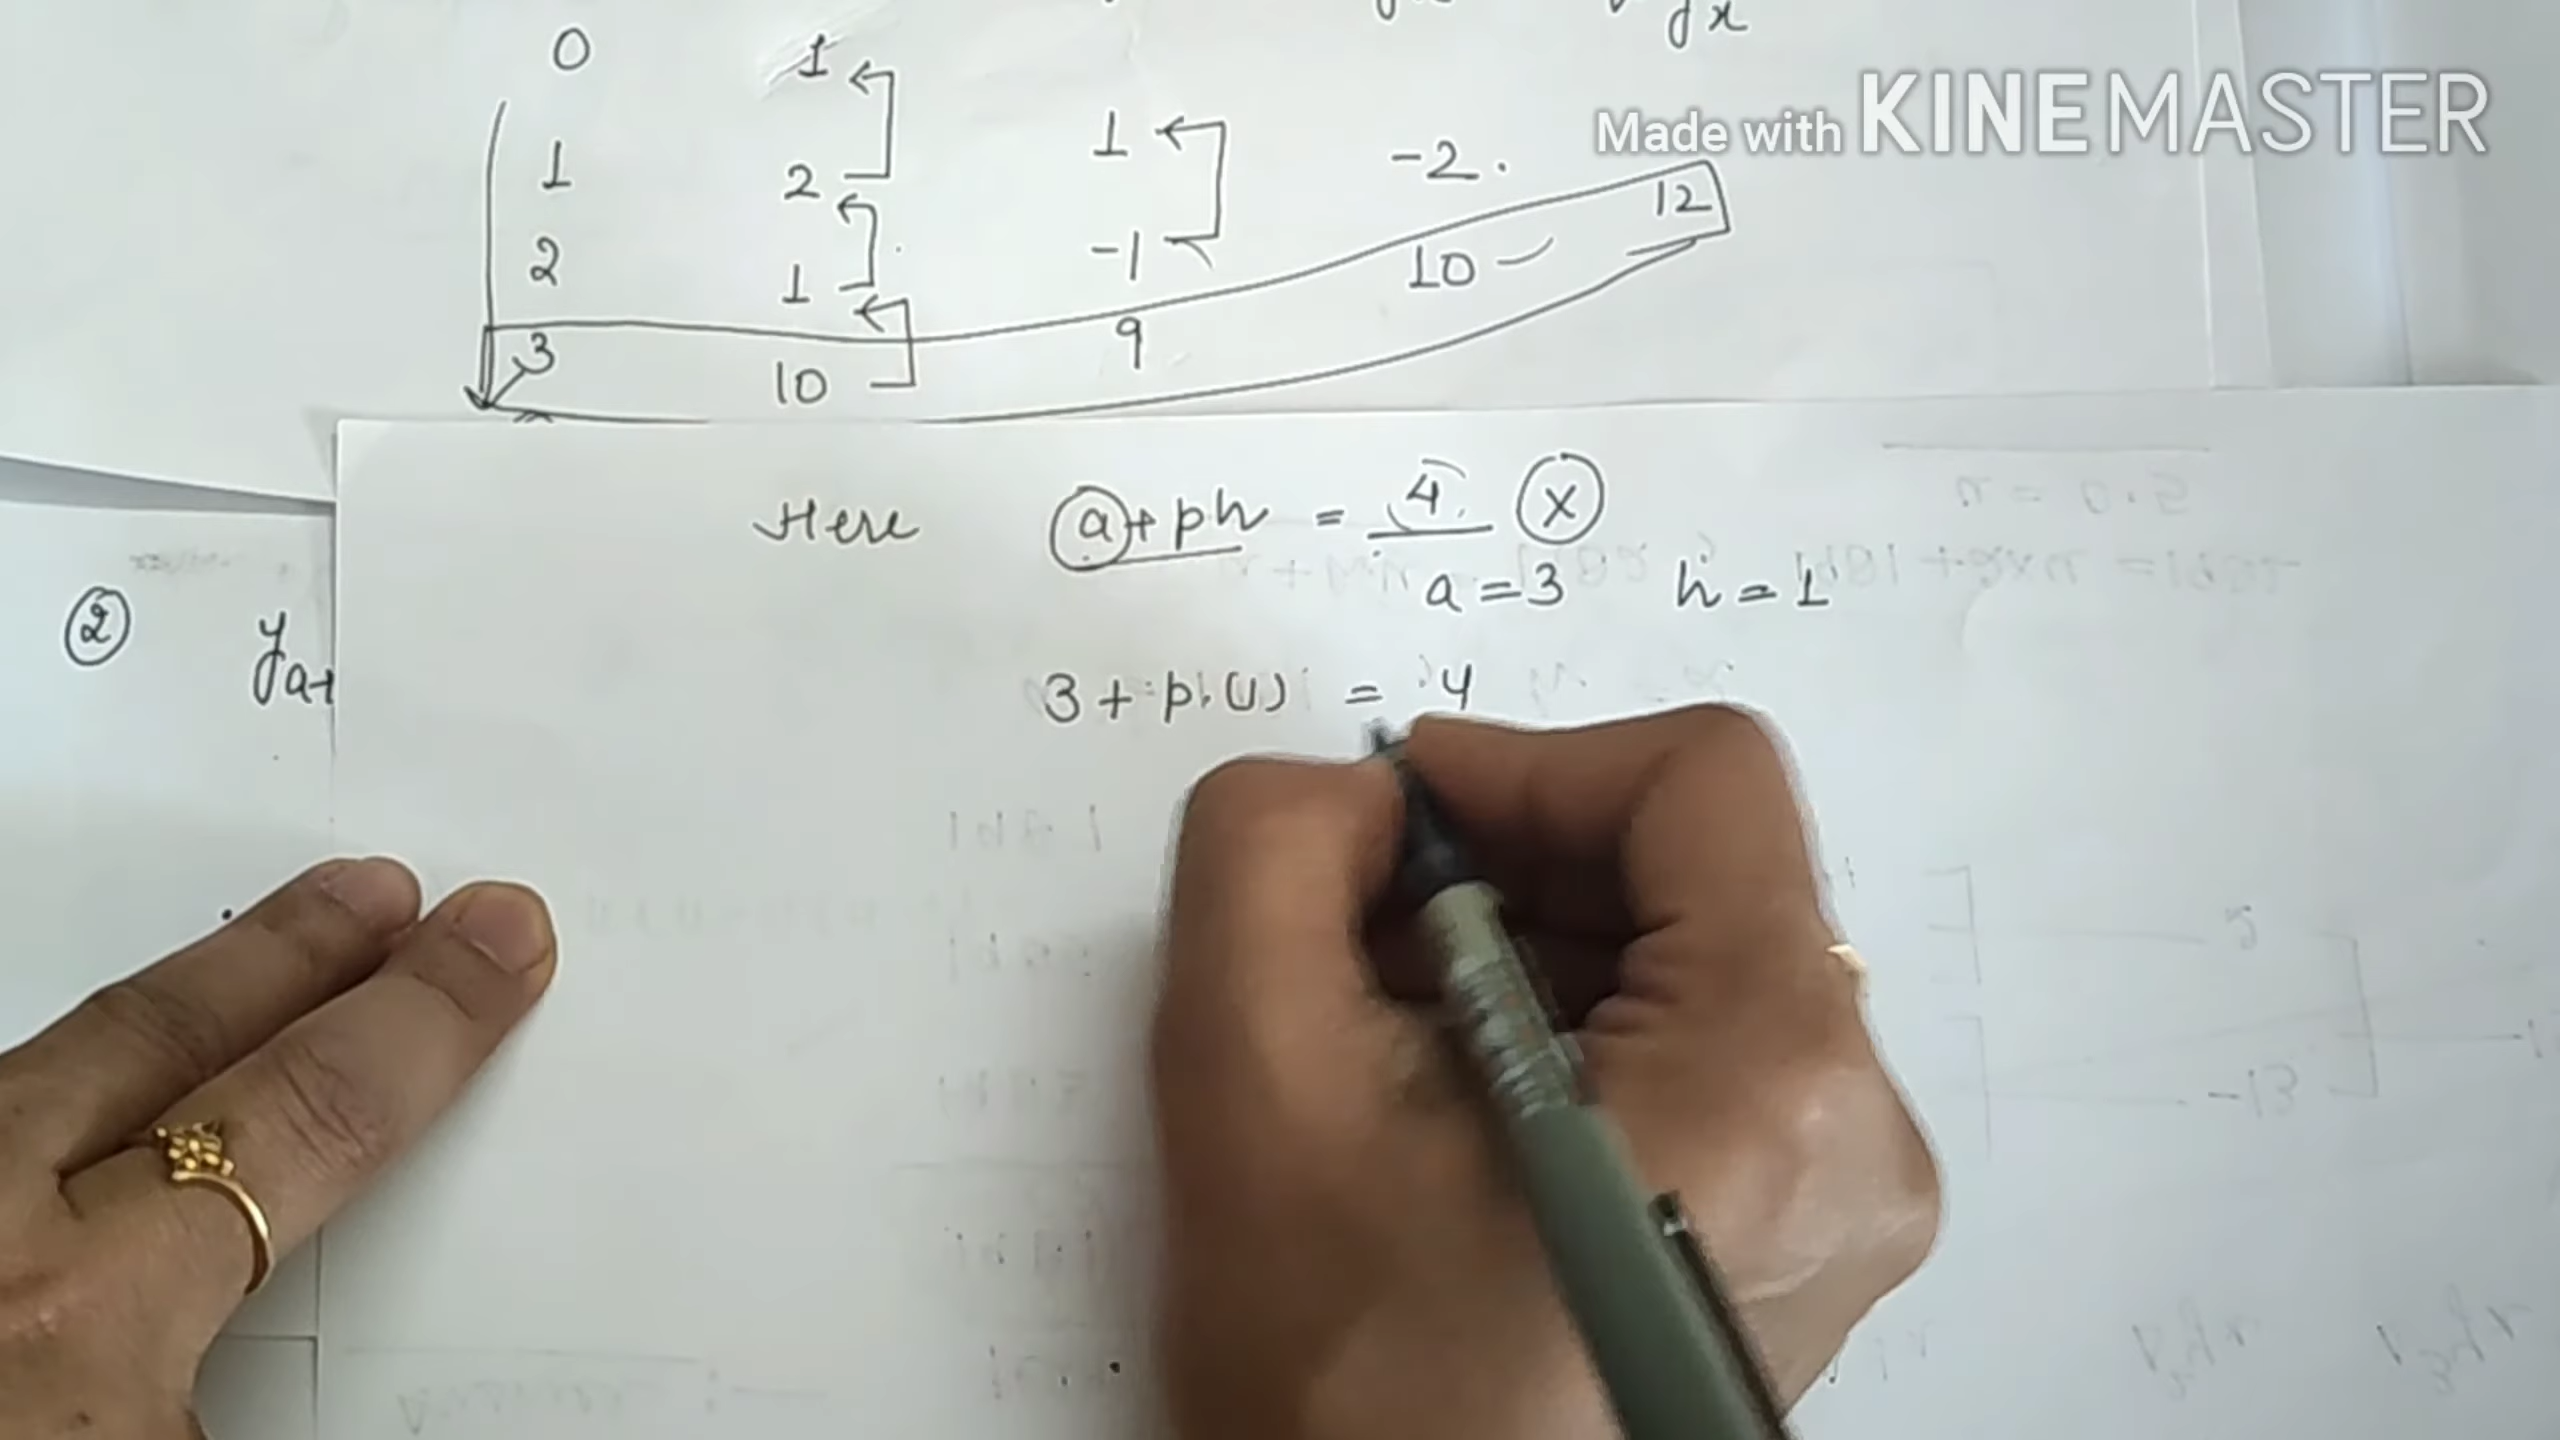 Made with KINEMASTER
0 1
1 2 1 -2.
2 1 -1 10 12
3 10 9
Here a+ph = 4. x
a = 3 h = 1
② ya+
3 + p.(1) = 4